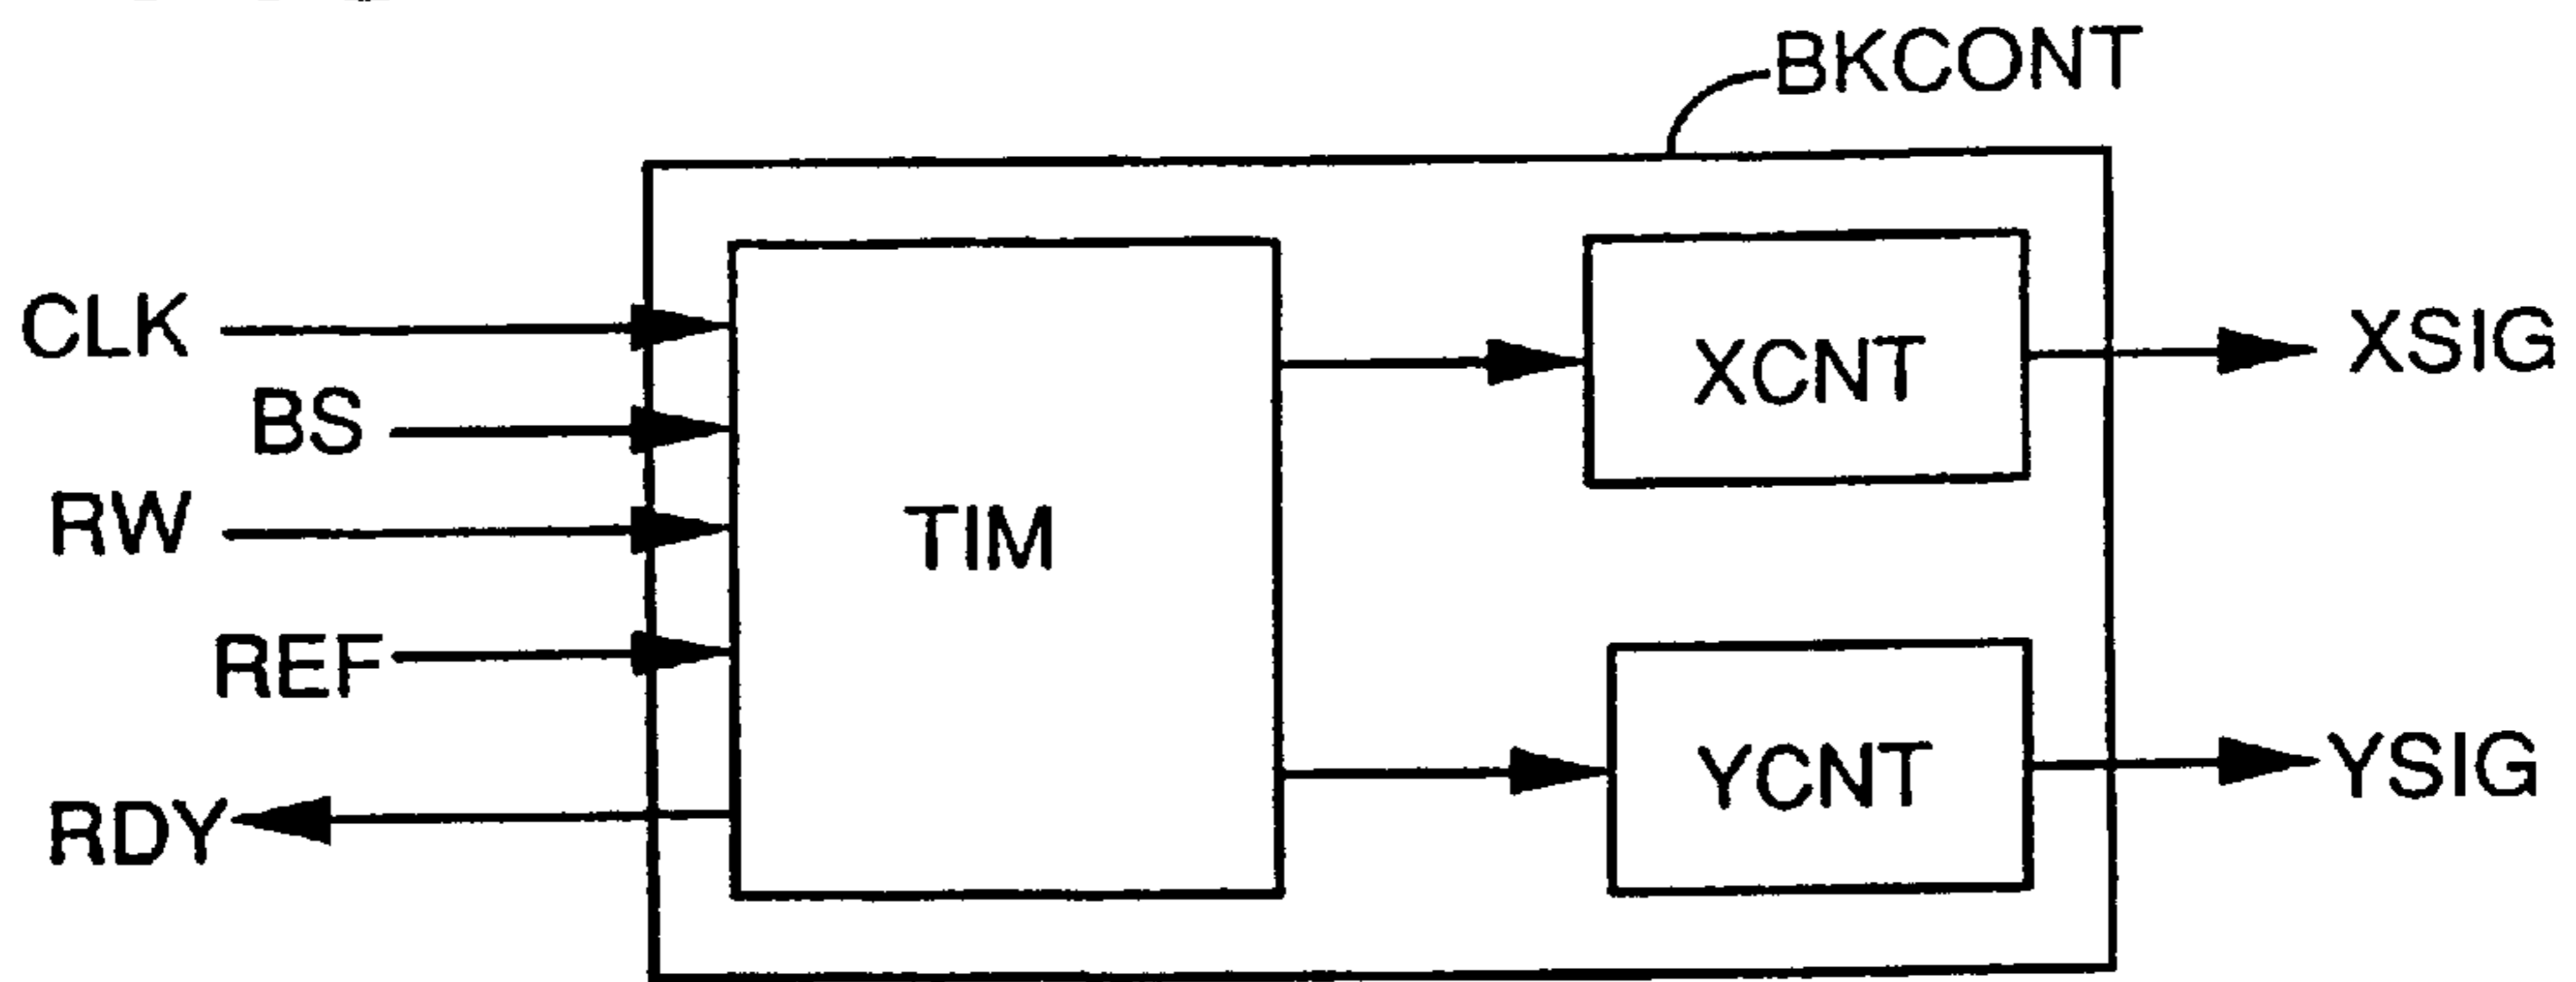 BKCONT
CLK
BS
RW
REF
RDY
TIM
XCNT
YCNT
XSIG
YSIG